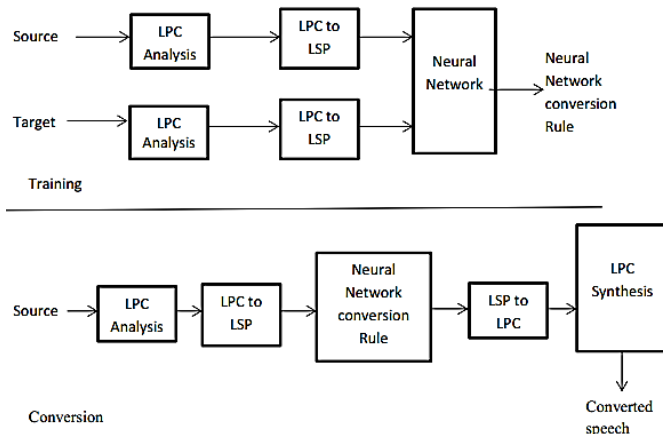 Source
LPC
Analysis
LPC to
LSP
Neural
Network
Neural
Network
conversion
Rule
Target
LPC
Analysis
LPC to
LSP
Training
Source
LPC
Analysis
LPC to
LSP
Neural
Network
conversion
Rule
LSP to
LPC
LPC
Synthesis
Conversion
Converted
speech